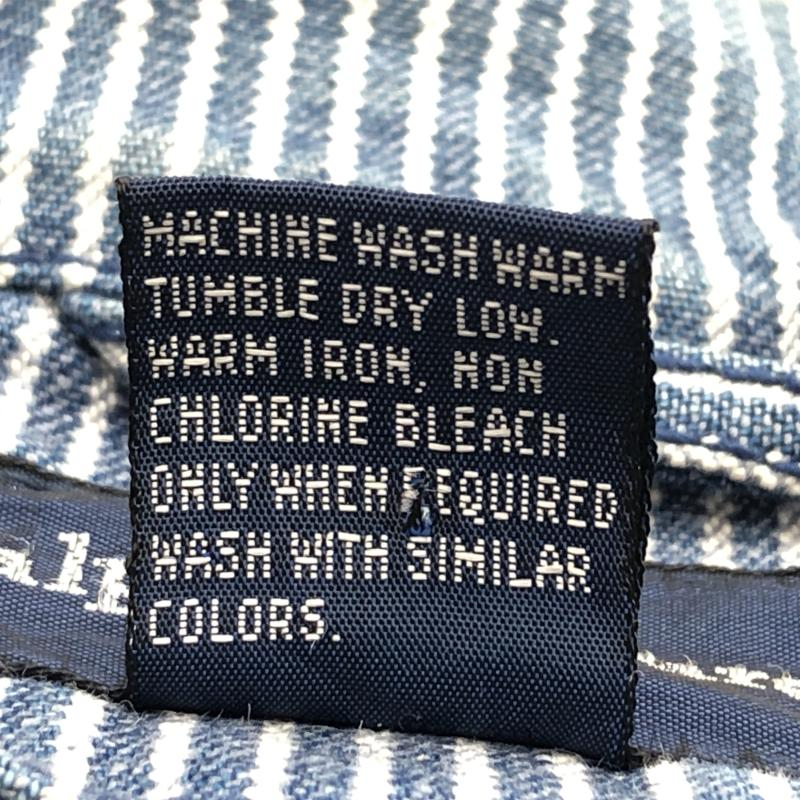 MACHINE WASH WARM
TUMBLE DRY LOW.
WARM IRON, NON
CHLORINE BLEACH
ONLY WHEN REQUIRED
WASH WITH SIMILAR
COLORS.